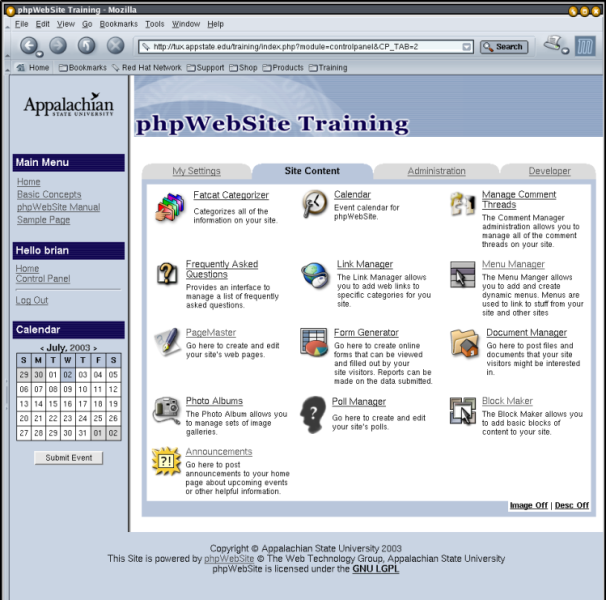 phpWebSite Training - Mozilla
File Edit View Go Bookmarks Tools Window Help
http://tux.appstate.edu/training/index.php?module=controlpanel&CP_TAB=2 Search
Home Bookmarks Red Hat Network Support Shop Products Training
Appalachian
STATE UNIVERSITY
phpWebSite Training
Main Menu
Home
Basic Concepts
phpWebSite Manual
Sample Page
Hello brian
Home
Control Panel
Log Out
Calendar
< July, 2003 >
S M T W T F S
29 30 01 02 03 04 05
06 07 08 09 10 11 12
13 14 15 16 17 18 19
20 21 22 23 24 25 26
27 28 29 30 31 01 02
Submit Event
My Settings Site Content Administration Developer
Fatcat Categorizer
Categorizes all of the
information on your site.
Calendar
Event calendar for
phpWebSite.
Manage Comment
Threads
The Comment Manager
administration allows you to
manage all of the comment
threads on your site.
Frequently Asked
Questions
Provides an interface to
manage a list of frequently
asked questions.
Link Manager
The Link Manager allows
you to add web links to
specific categories for you
site.
Menu Manager
The Menu Manger allows
you to add and create
dynamic menus. Menus are
used to link to stuff from your
site and other sites
PageMaster
Go here to create and edit
your site's web pages.
Form Generator
Go here to create online
forms that can be viewed
and filled out by your
site visitors. Reports can be
made on the data submitted.
Document Manager
Go here to post files and
documents that your site
visitors might be interested
in.
Photo Albums
The Photo Album allows you
to manage sets of image
galleries.
Poll Manager
Go here to create and edit
your site's polls.
Block Maker
The Block Maker allows you
to add basic blocks of
content to your site.
Announcements
Go here to post
announcements to your home
page about upcoming events
or other helpful information.
Image Off | Desc Off
Copyright © Appalachian State University 2003
This Site is powered by phpWebSite © The Web Technology Group, Appalachian State University
phpWebSite is licensed under the GNU LGPL